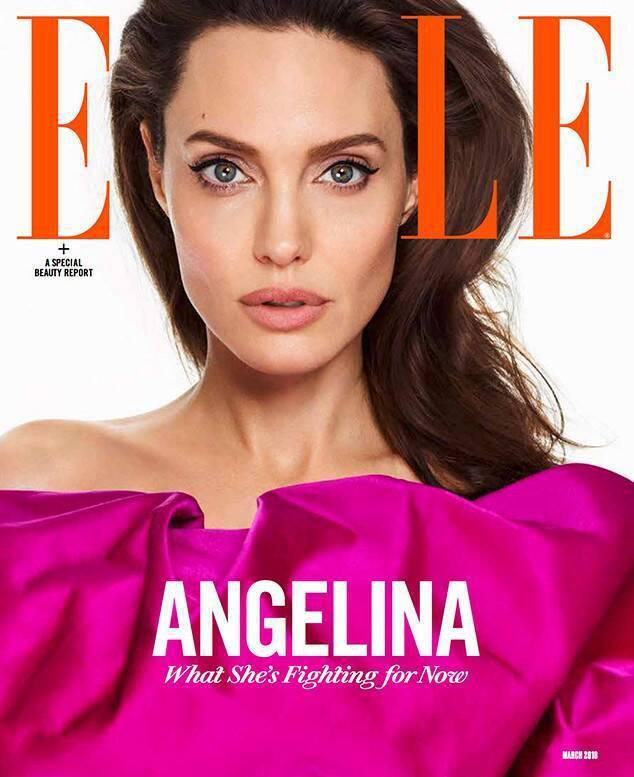 ELLE
+
A SPECIAL
BEAUTY REPORT
ANGELINA
What She's Fighting for Now
MARCH 2018